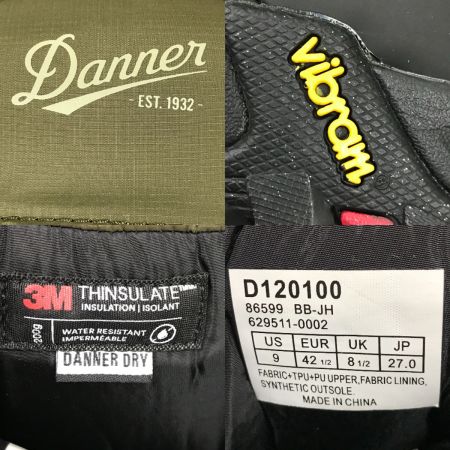 Danner
- EST. 1932 -
vibram®
3M THINSULATE™
INSULATION | ISOLANT
200g
WATER RESISTANT
IMPERMÉABLE
DANNER DRY
D120100
86599 BB-JH
629511-0002
US EUR UK JP
9 42 1/2 8 1/2 27.0
FABRIC+TPU+PU UPPER,FABRIC LINING.
SYNTHETIC OUTSOLE.
MADE IN CHINA